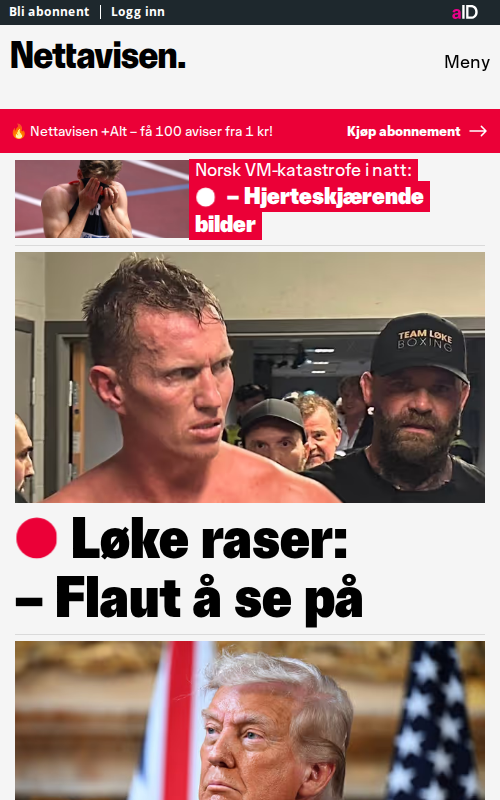 Bli abonnent
Logg inn
aID
Nettavisen.
Meny
🔥 Nettavisen +Alt – få 100 aviser fra 1 kr!
Kjøp abonnement →
Norsk VM-katastrofe i natt:
– Hjerteskjærende
bilder
TEAM LØKE
BOXING
Løke raser:
– Flaut å se på